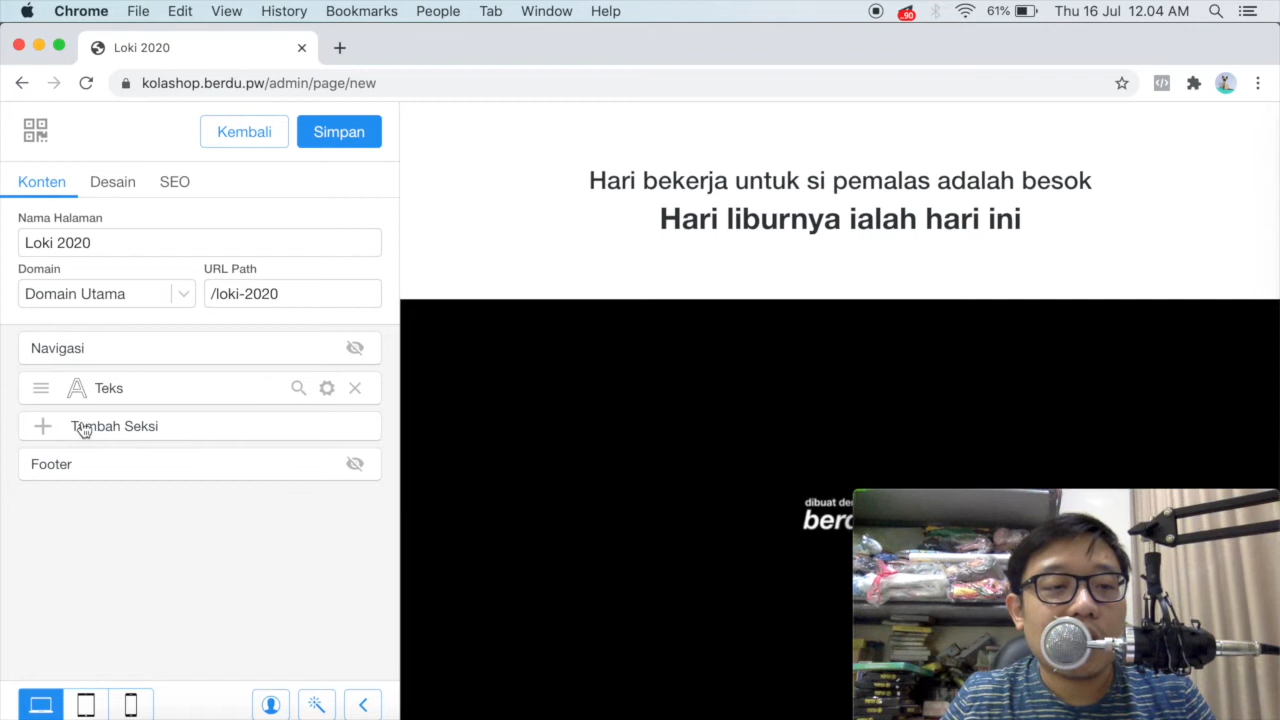 Chrome File Edit View History Bookmarks People Tab Window Help 90 61% Thu 16 Jul 12.04 AM
Loki 2020
kolashop.berdu.pw/admin/page/new
Kembali Simpan
Konten Desain SEO
Nama Halaman
Loki 2020
Domain URL Path
Domain Utama /loki-2020
Navigasi
Teks
Tambah Seksi
Footer
Hari bekerja untuk si pemalas adalah besok
Hari liburnya ialah hari ini
dibuat